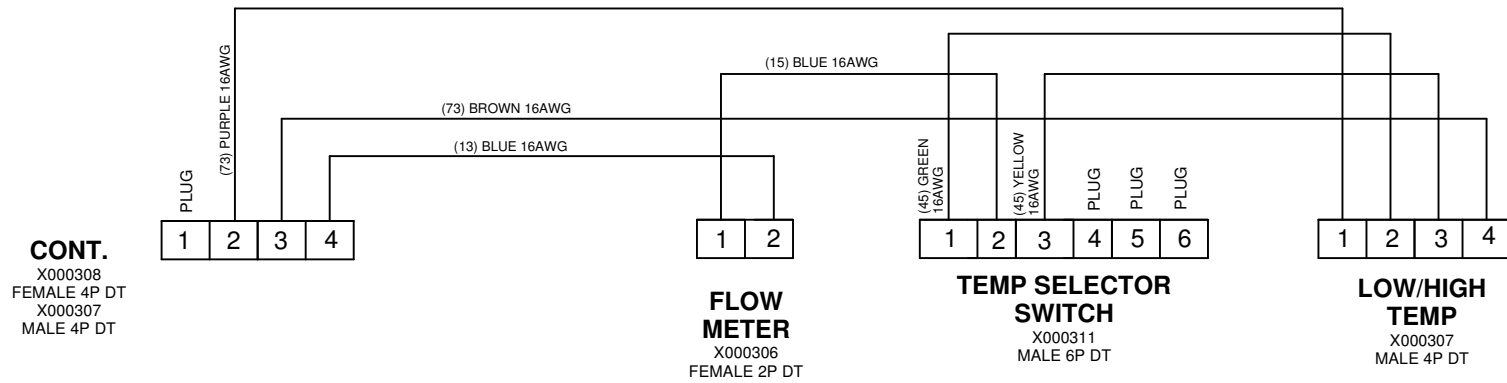 (73) PURPLE 16AWG
(15) BLUE 16AWG
(73) BROWN 16AWG
(13) BLUE 16AWG
(45) GREEN
16AWG
(45) YELLOW
16AWG
PLUG
PLUG
PLUG
PLUG
1 2 3 4
1 2
1 2 3 4 5 6
1 2 3 4
CONT.
X000308
FEMALE 4P DT
X000307
MALE 4P DT
FLOW
METER
X000306
FEMALE 2P DT
TEMP SELECTOR
SWITCH
X000311
MALE 6P DT
LOW/HIGH
TEMP
X000307
MALE 4P DT